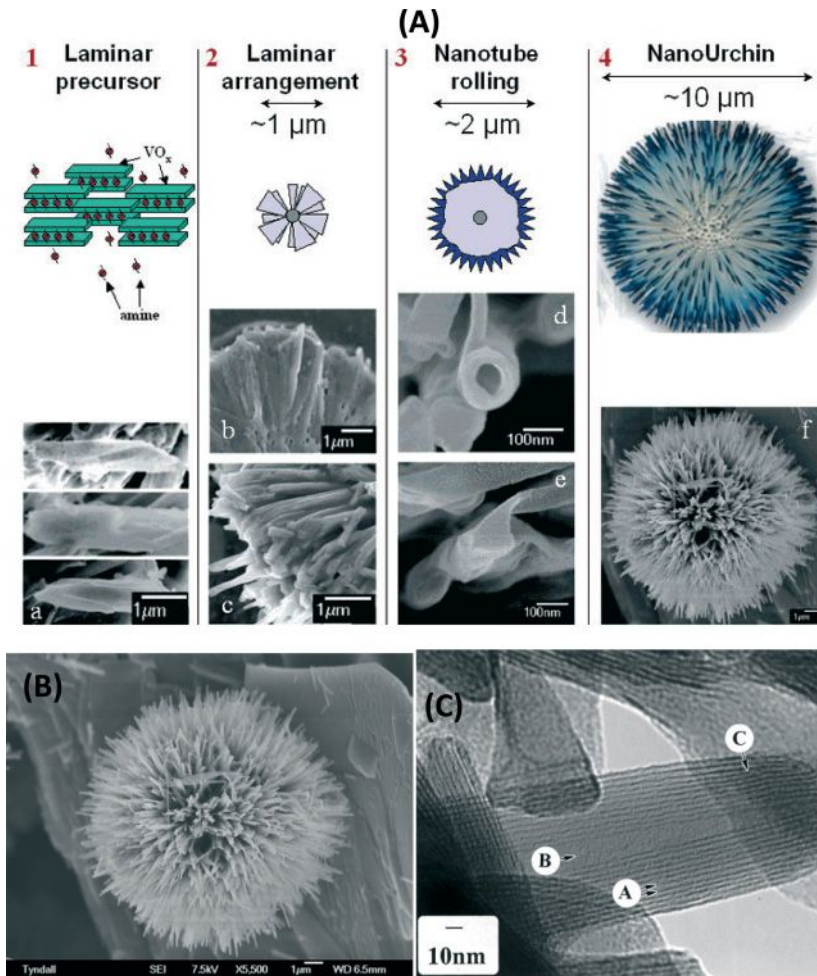 (A)
1 Laminar precursor
2 Laminar arrangement
~1 μm
3 Nanotube rolling
~2 μm
4 NanoUrchin
~10 μm
VOx
amine
a
1μm
b
1μm
c
1μm
d
100nm
e
100nm
f
1μm
(B)
Tyndall SEI 7.5kV X5,500 1μm WD 6.5mm
(C)
C
B
A
10nm